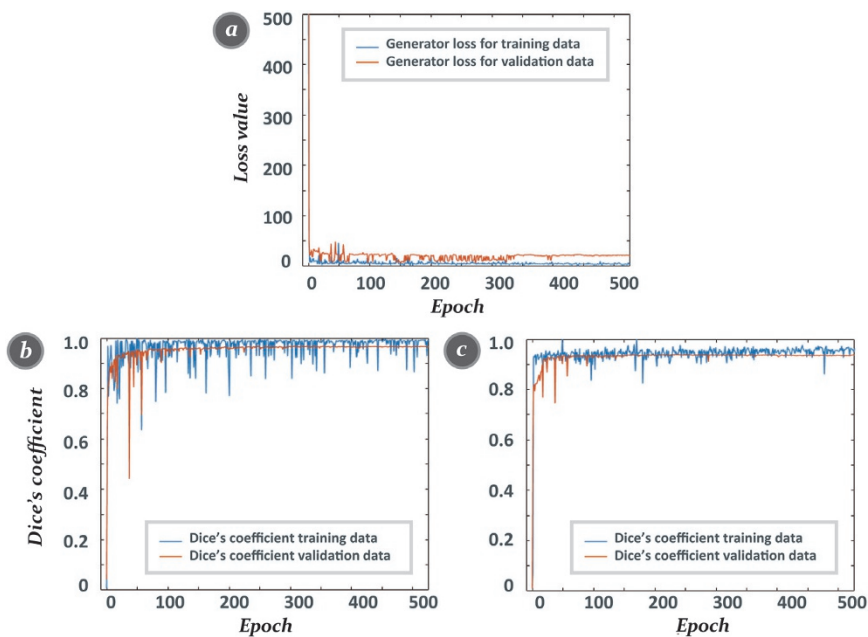 a
500
400
300
200
100
0
Loss value
Generator loss for training data
Generator loss for validation data
0 100 200 300 400 500
Epoch
b
1.0
0.8
0.6
0.4
0.2
0
Dice's coefficient
Dice's coefficient training data
Dice's coefficient validation data
0 100 200 300 400 500
Epoch
c
1.0
0.8
0.6
0.4
0.2
0
Dice's coefficient training data
Dice's coefficient validation data
0 100 200 300 400 500
Epoch